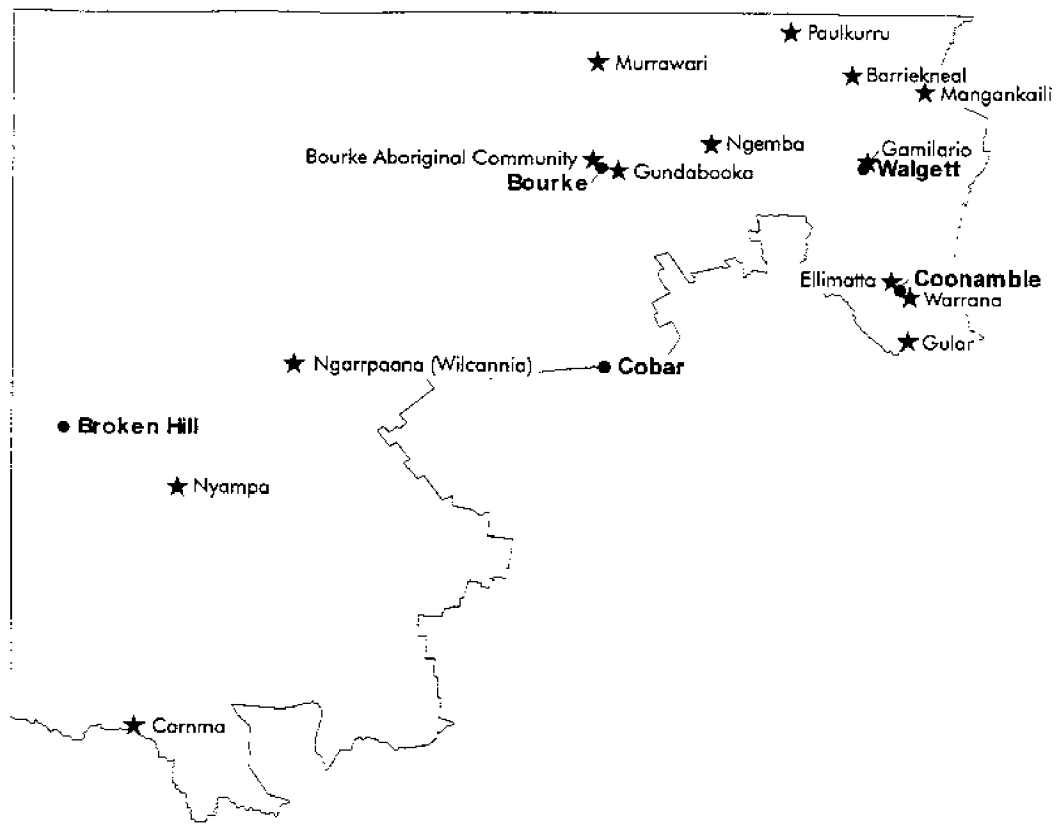 Paulkurru
Murrawari
Barriekneal
Mangankaili
Ngemba
Gamilario
Bourke Aboriginal Community
Walgett
Gundabooka
Bourke
Coonamble
Ellimatta
Warrana
Gular
Ngarrpaana (Wilcannia)
Cobar
Broken Hill
Nyampa
Carnma